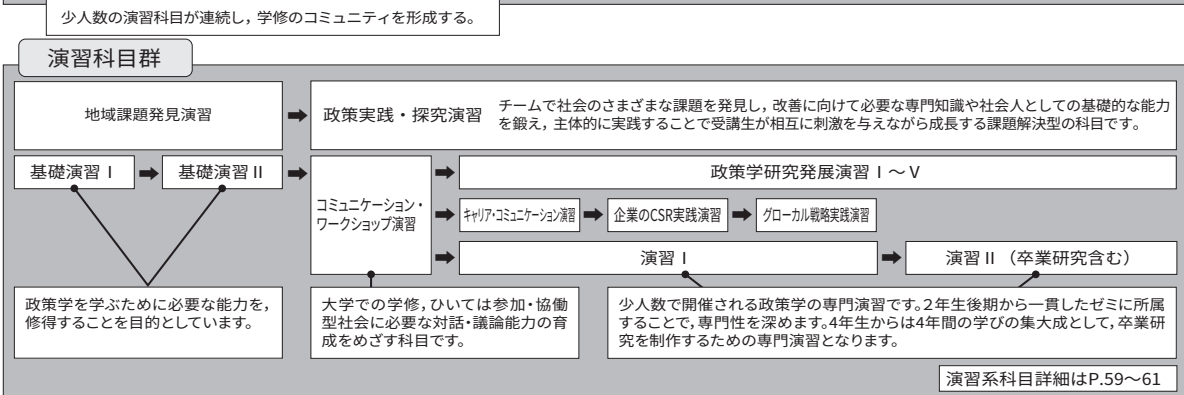 少人数の演習科目が連続し，学修のコミュニティを形成する。
演習科目群
地域課題発見演習
政策実践・探究演習
チームで社会のさまざまな課題を発見し，改善に向けて必要な専門知識や社会人としての基礎的な能力
を鍛え，主体的に実践することで受講生が相互に刺激を与えながら成長する課題解決型の科目です。
基礎演習Ⅰ
基礎演習Ⅱ
コミュニケーション・
ワークショップ演習
政策学研究発展演習Ⅰ～Ⅴ
キャリア・コミュニケーション演習
企業のCSR実践演習
グローカル戦略実践演習
演習Ⅰ
演習Ⅱ（卒業研究含む）
政策学を学ぶために必要な能力を，
修得することを目的としています。
大学での学修，ひいては参加・協働
型社会に必要な対話・議論能力の育
成をめざす科目です。
少人数で開催される政策学の専門演習です。2年生後期から一貫したゼミに所属
することで，専門性を深めます。4年生からは4年間の学びの集大成として，卒業研
究を制作するための専門演習となります。
演習系科目詳細はP.59～61